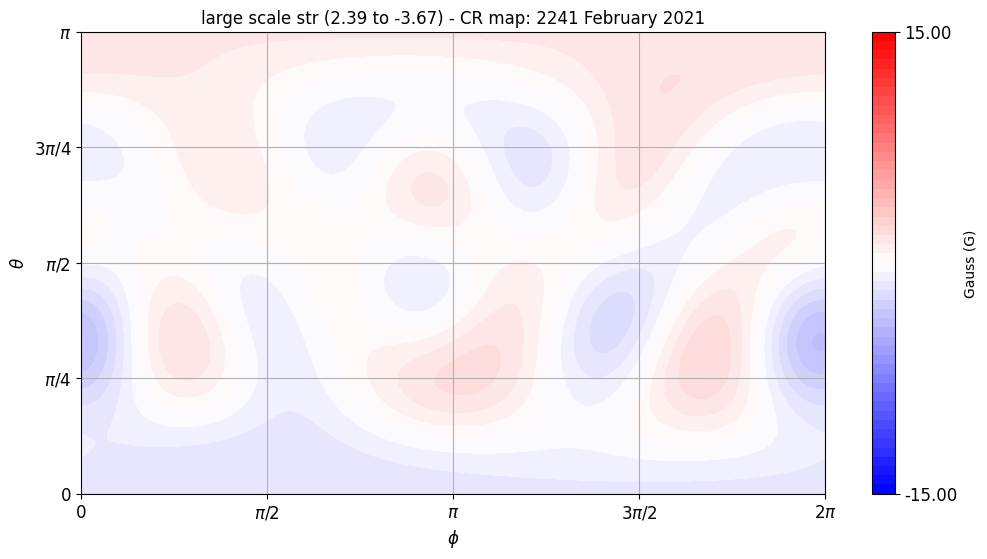 large scale str (2.39 to -3.67) - CR map: 2241 February 2021
π
3π/4
π/2
π/4
0
θ
0
π/2
π
3π/2
2π
ϕ
15.00
-15.00
Gauss (G)